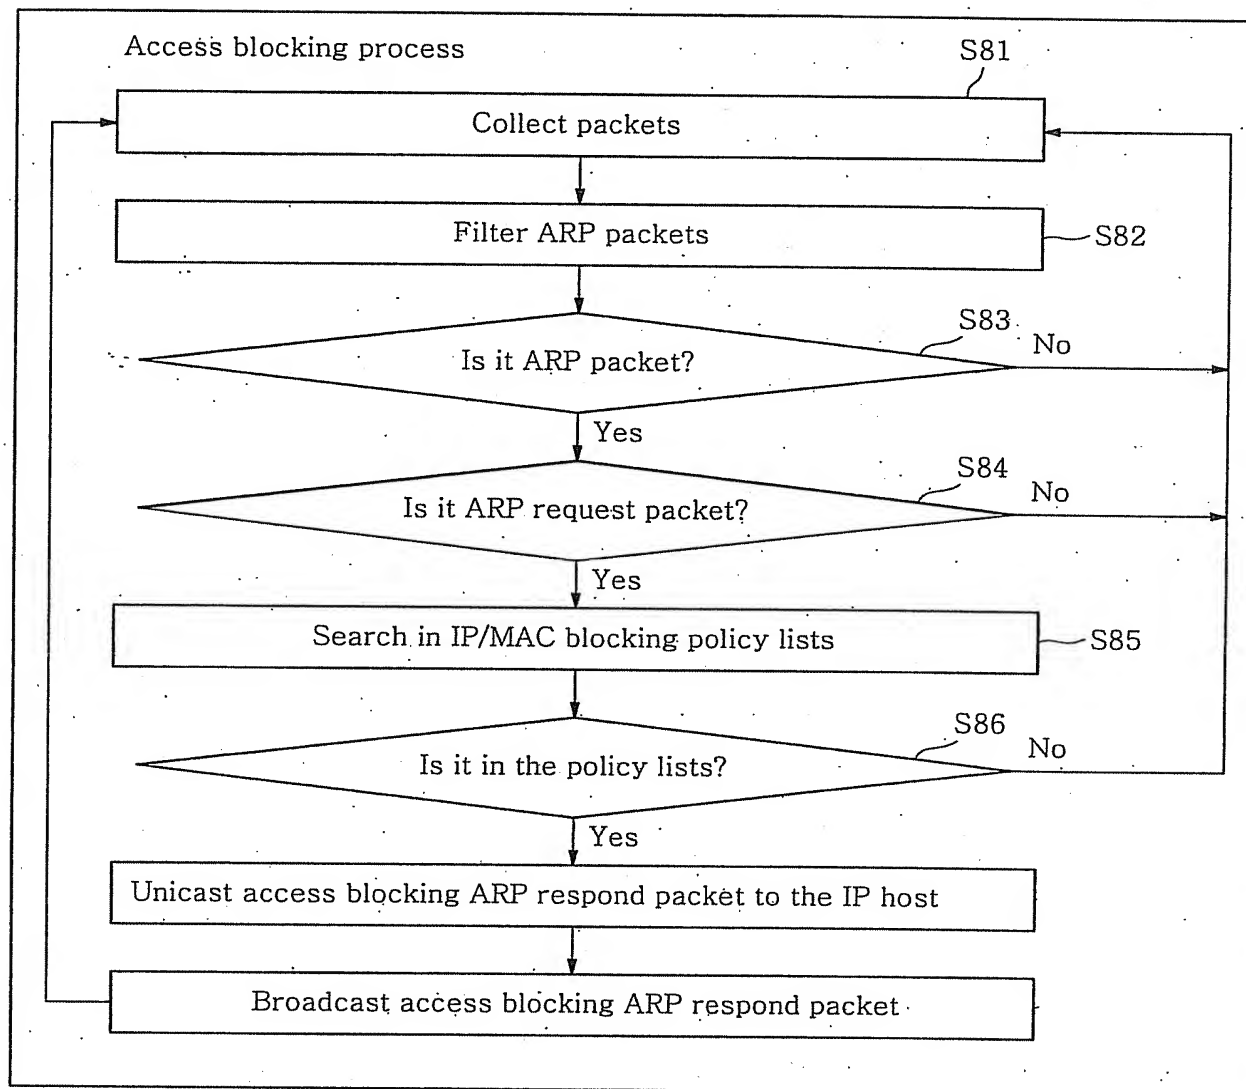 Access blocking process
S81
Collect packets
Filter ARP packets
S82
S83
Is it ARP packet?
No
Yes
S84
Is it ARP request packet?
No
Yes
Search in IP/MAC blocking policy lists
S85
S86
Is it in the policy lists?
No
Yes
Unicast access blocking ARP respond packet to the IP host
Broadcast access blocking ARP respond packet